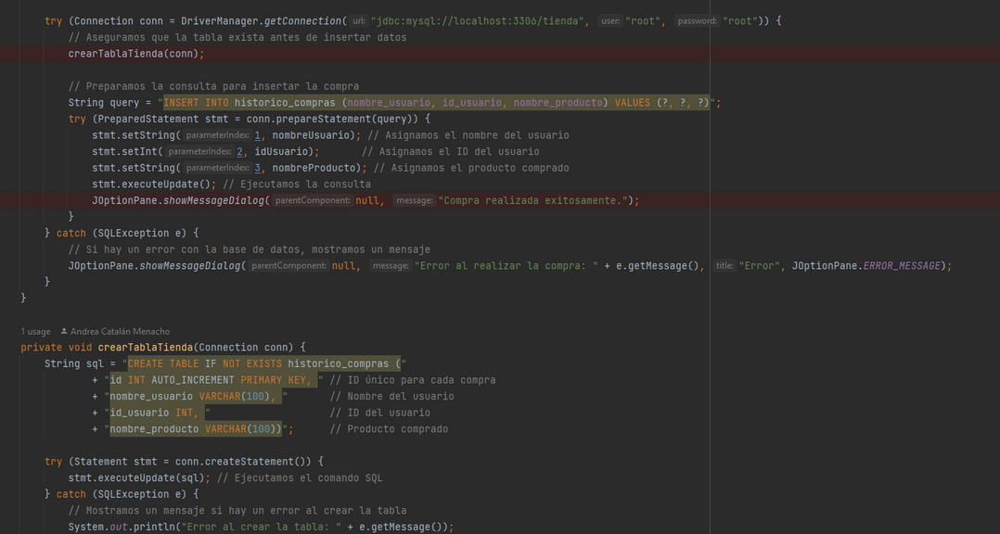 try (Connection conn = DriverManager.getConnection( url: "jdbc:mysql://localhost:3306/tienda", user: "root", password: "root")) {
// Aseguramos que la tabla exista antes de insertar datos
crearTablaTienda(conn);
// Preparamos la consulta para insertar la compra
String query = "INSERT INTO historico_compras (nombre_usuario, id_usuario, nombre_producto) VALUES (?, ?, ?)";
try (PreparedStatement stmt = conn.prepareStatement(query)) {
stmt.setString( parameterIndex: 1, nombreUsuario); // Asignamos el nombre del usuario
stmt.setInt( parameterIndex: 2, idUsuario); // Asignamos el ID del usuario
stmt.setString( parameterIndex: 3, nombreProducto); // Asignamos el producto comprado
stmt.executeUpdate(); // Ejecutamos la consulta
JOptionPane.showMessageDialog( parentComponent: null, message: "Compra realizada exitosamente.");
}
} catch (SQLException e) {
// Si hay un error con la base de datos, mostramos un mensaje
JOptionPane.showMessageDialog( parentComponent: null, message: "Error al realizar la compra: " + e.getMessage(), title: "Error", JOptionPane.ERROR_MESSAGE);
}
}
1 usage Andrea Catalán Menacho
private void crearTablaTienda(Connection conn) {
String sql = "CREATE TABLE IF NOT EXISTS historico_compras ("
+ "id INT AUTO_INCREMENT PRIMARY KEY, " // ID único para cada compra
+ "nombre_usuario VARCHAR(100), " // Nombre del usuario
+ "id_usuario INT, " // ID del usuario
+ "nombre_producto VARCHAR(100))"; // Producto comprado
try (Statement stmt = conn.createStatement()) {
stmt.executeUpdate(sql); // Ejecutamos el comando SQL
} catch (SQLException e) {
// Mostramos un mensaje si hay un error al crear la tabla
System.out.println("Error al crear la tabla: " + e.getMessage());